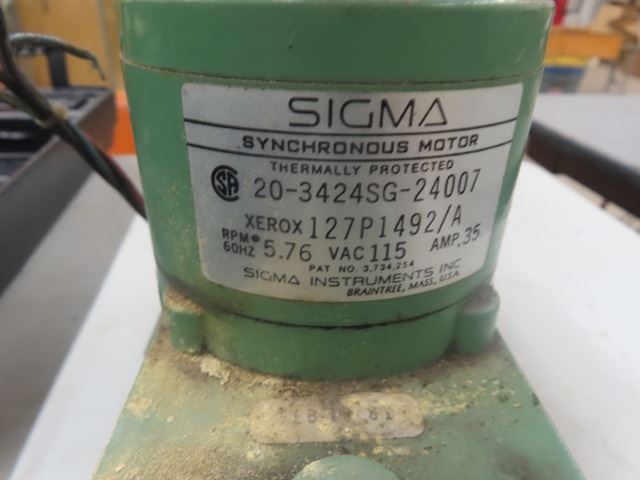 SIGMA
SYNCHRONOUS MOTOR
THERMALLY PROTECTED
SA 20-3424SG-24007
XEROX 127P1492/A
RPM@ 60HZ 5.76 VAC 115 AMP .35
PAT NO. 3,734,254
SIGMA INSTRUMENTS INC
BRAINTREE, MASS., USA